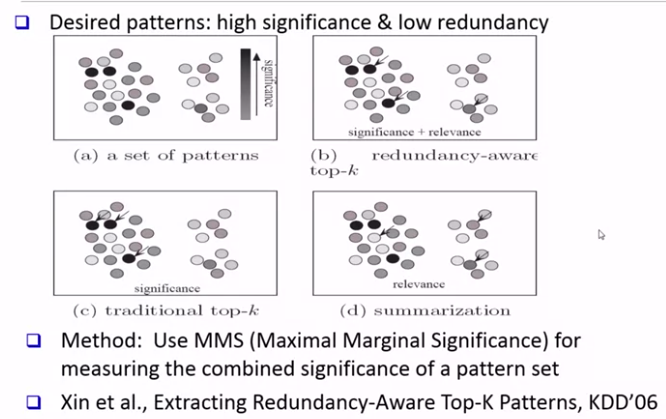 Desired patterns: high significance & low redundancy
significance
significance + relevance
(a) a set of patterns
(b) redundancy-aware
top-k
significance
relevance
(c) traditional top-k
(d) summarization
Method: Use MMS (Maximal Marginal Significance) for
measuring the combined significance of a pattern set
Xin et al., Extracting Redundancy-Aware Top-K Patterns, KDD'06